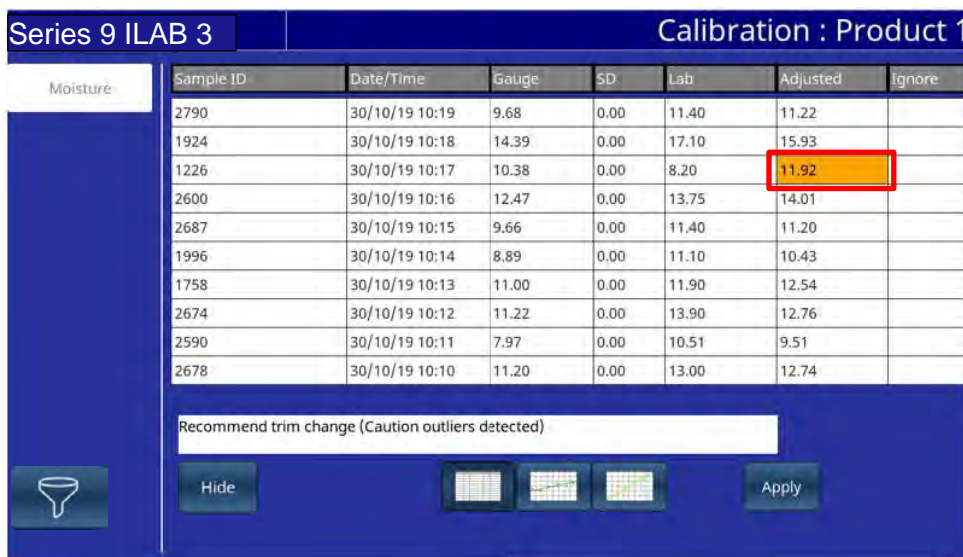 Series 9 ILAB 3
Calibration : Product 1
Moisture
Sample ID Date/Time Gauge SD Lab Adjusted Ignore
2790 30/10/19 10:19 9.68 0.00 11.40 11.22
1924 30/10/19 10:18 14.39 0.00 17.10 15.93
1226 30/10/19 10:17 10.38 0.00 8.20 11.92
2600 30/10/19 10:16 12.47 0.00 13.75 14.01
2687 30/10/19 10:15 9.66 0.00 11.40 11.20
1996 30/10/19 10:14 8.89 0.00 11.10 10.43
1758 30/10/19 10:13 11.00 0.00 11.90 12.54
2674 30/10/19 10:12 11.22 0.00 13.90 12.76
2590 30/10/19 10:11 7.97 0.00 10.51 9.51
2678 30/10/19 10:10 11.20 0.00 13.00 12.74
Recommend trim change (Caution outliers detected)
Hide Apply